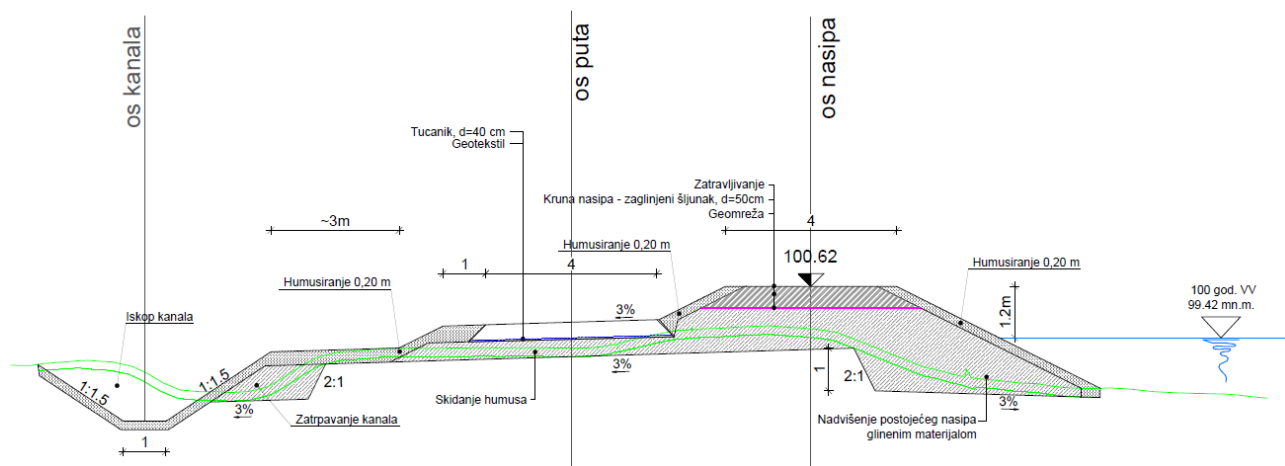 os kanala
os puta
os nasipa
Tucanik, d=40 cm
Geotekstil
Zatravljivanje
Kruna nasipa - zaglinjeni šljunak, d=50cm
Geomreža
~3m
4
Humusiranje 0,20 m
100.62
Humusiranje 0,20 m
1
4
Humusiranje 0,20 m
100 god. VV
99.42 mn.m.
Iskop kanala
3%
1.2m
1:1.5
1:1.5
2:1
3%
1
2:1
3%
Skidanje humusa
3%
Zatrpavanje kanala
Nadvišenje postojećeg nasipa
glinenim materijalom
1